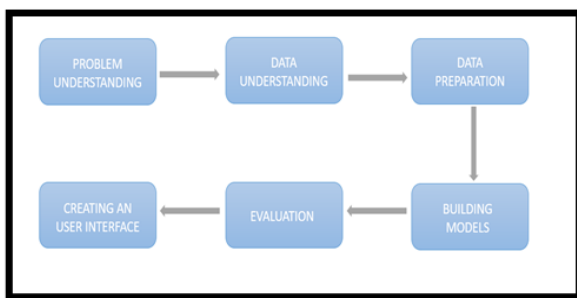 PROBLEM
UNDERSTANDING
DATA
UNDERSTANDING
DATA
PREPARATION
BUILDING
MODELS
EVALUATION
CREATING AN
USER INTERFACE